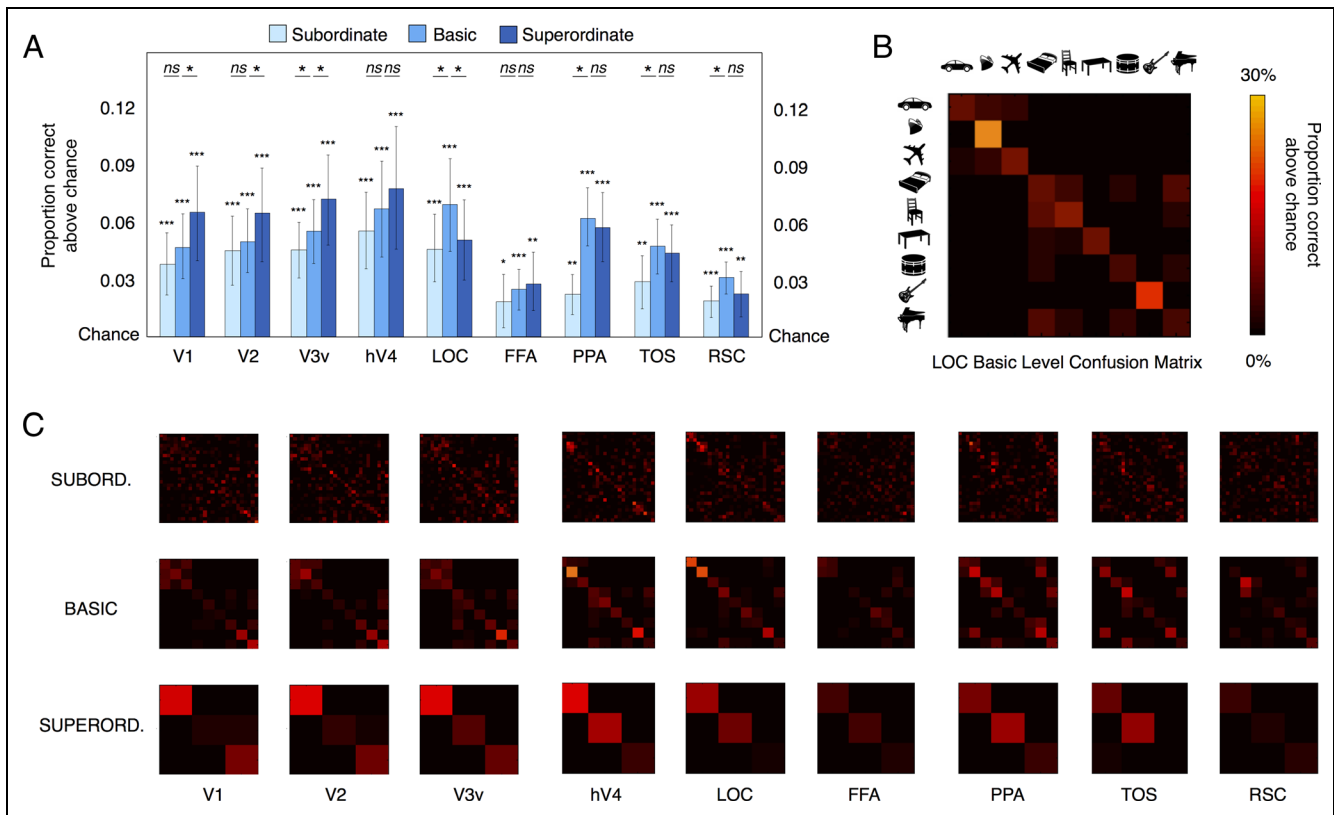 A
Subordinate Basic Superordinate
ns * ns * * * ns ns * * ns ns * ns * ns * ns
Proportion correct
above chance
0.12
0.09
0.06
0.03
Chance
*** *** ***
*** *** ***
*** *** ***
*** *** ***
*** *** ***
* *** **
** *** ***
** *** ***
*** *** **
0.12
0.09
0.06
0.03
Chance
V1 V2 V3v hV4 LOC FFA PPA TOS RSC
B
30%
Proportion correct
above chance
0%
LOC Basic Level Confusion Matrix
C
SUBORD.
BASIC
SUPERORD.
V1 V2 V3v hV4 LOC FFA PPA TOS RSC